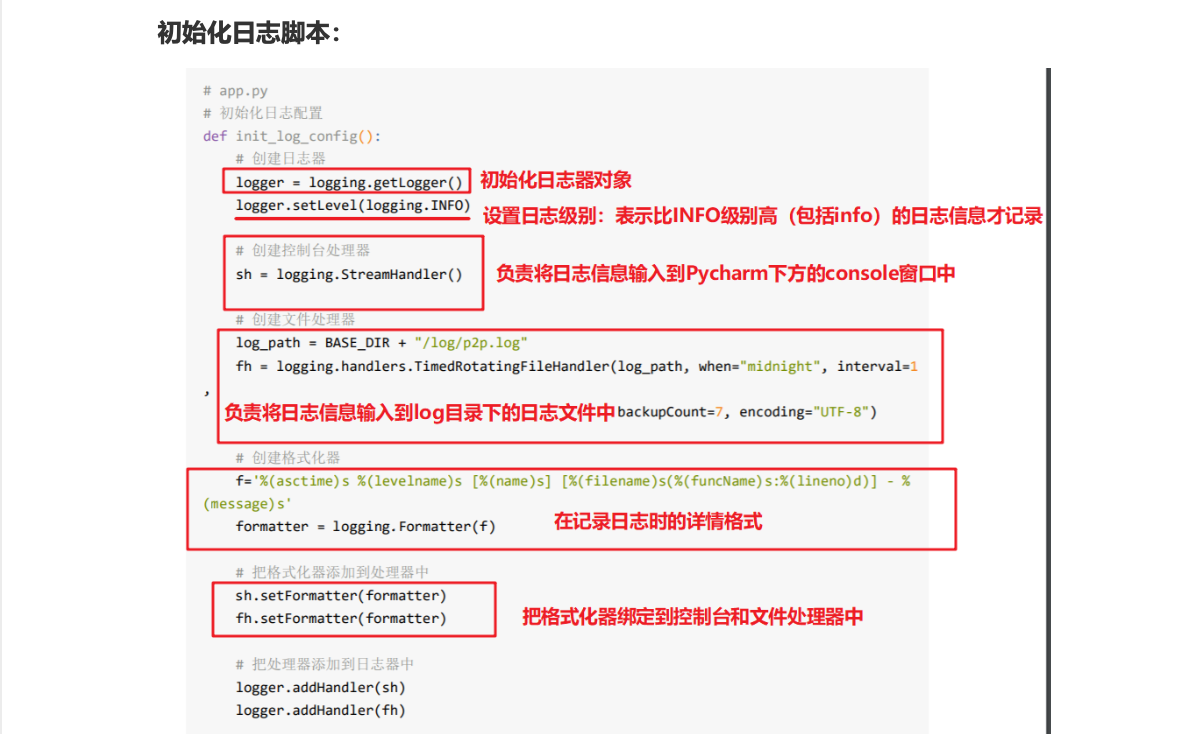 初始化日志脚本：
# app.py
# 初始化日志配置
def init_log_config():
# 创建日志器
logger = logging.getLogger() 初始化日志器对象
logger.setLevel(logging.INFO) 设置日志级别：表示比INFO级别高（包括info）的日志信息才记录
# 创建控制台处理器
sh = logging.StreamHandler() 负责将日志信息输入到Pycharm下方的console窗口中
# 创建文件处理器
log_path = BASE_DIR + "/log/p2p.log"
fh = logging.handlers.TimedRotatingFileHandler(log_path, when="midnight", interval=1
,
负责将日志信息输入到log目录下的日志文件中 backupCount=7, encoding="UTF-8")
# 创建格式化器
f='%(asctime)s %(levelname)s [%(name)s] [%(filename)s(%(funcName)s:%(lineno)d)] - %
(message)s'
formatter = logging.Formatter(f) 在记录日志时的详情格式
# 把格式化器添加到处理器中
sh.setFormatter(formatter)
fh.setFormatter(formatter) 把格式化器绑定到控制台和文件处理器中
# 把处理器添加到日志器中
logger.addHandler(sh)
logger.addHandler(fh)